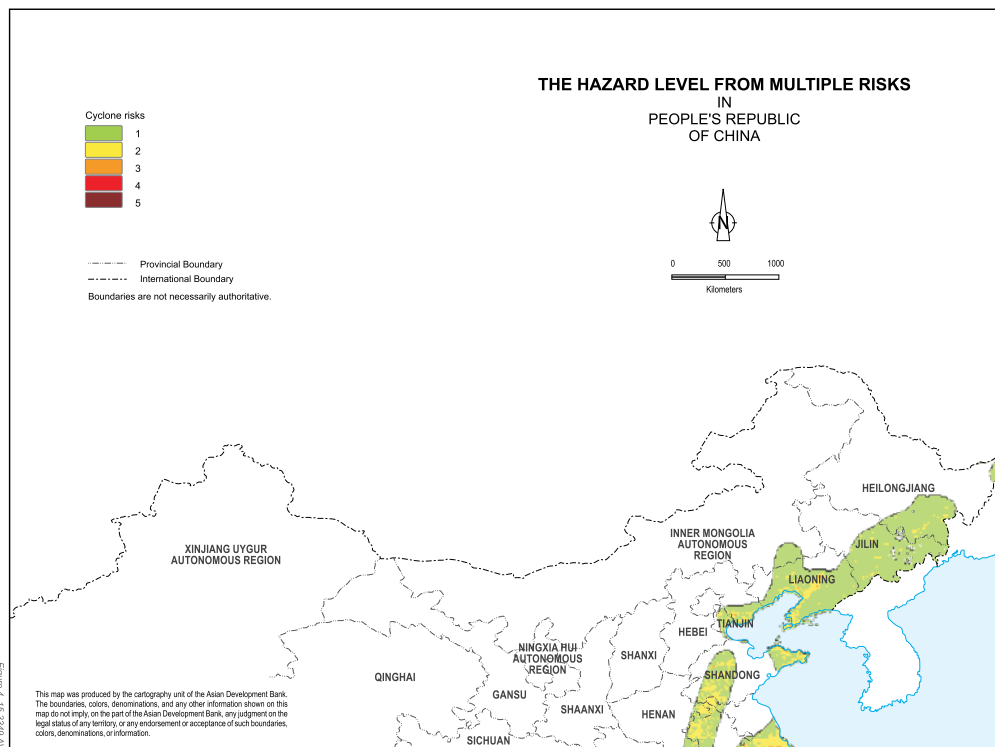 THE HAZARD LEVEL FROM MULTIPLE RISKS
IN
PEOPLE'S REPUBLIC
OF CHINA
Cyclone risks
1
2
3
4
5
N
0 500 1000
Kilometers
Provincial Boundary
International Boundary
Boundaries are not necessarily authoritative.
HEILONGJIANG
XINJIANG UYGUR
AUTONOMOUS REGION
INNER MONGOLIA
AUTONOMOUS
REGION
JILIN
LIAONING
TIANJIN
HEBEI
NINGXIA HUI
AUTONOMOUS
REGION
SHANXI
QINGHAI
SHANDONG
GANSU
SHAANXI
HENAN
SICHUAN
This map was produced by the cartography unit of the Asian Development Bank.
The boundaries, colors, denominations, and any other information shown on this
map do not imply, on the part of the Asian Development Bank, any judgment on the
legal status of any territory, or any endorsement or acceptance of such boundaries,
colors, denominations, or information.